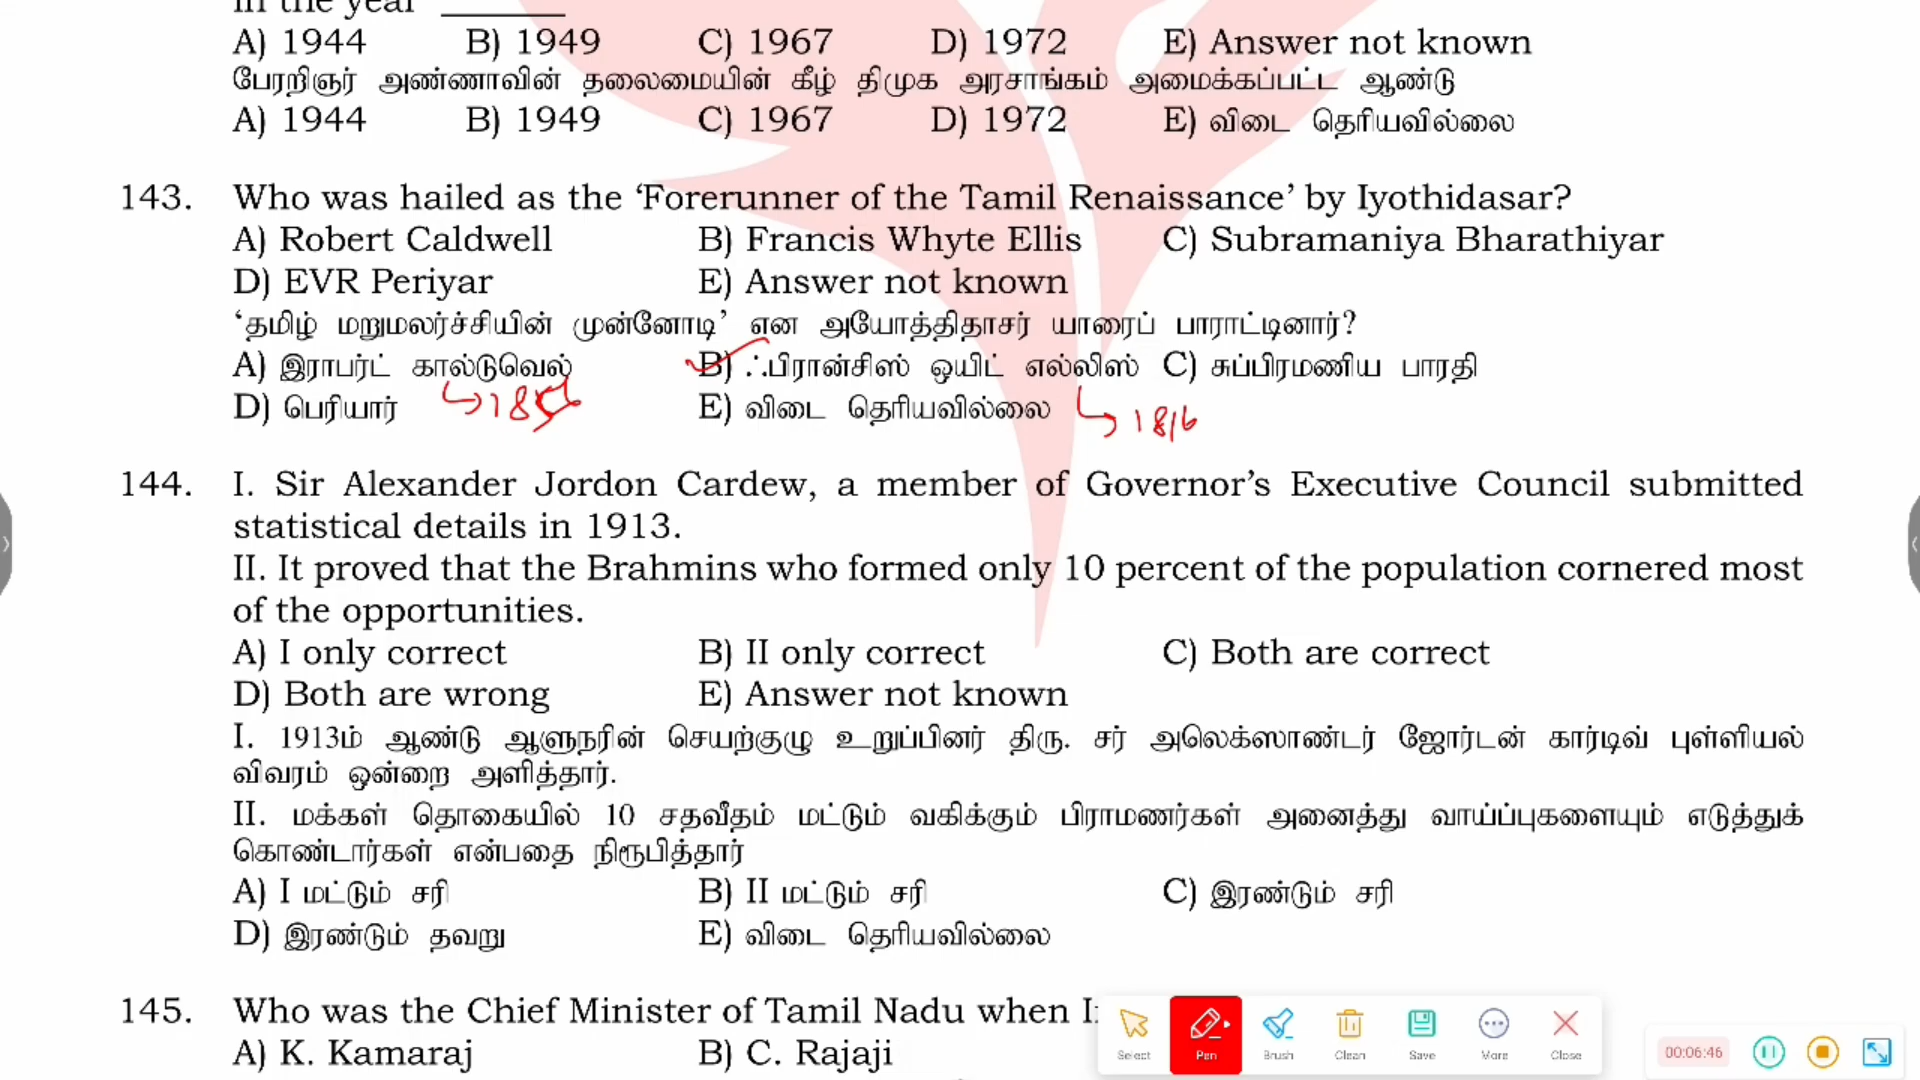 in the year ______
A) 1944 B) 1949 C) 1967 D) 1972 E) Answer not known
பேரறிஞர் அண்ணாவின் தலைமையின் கீழ் திமுக அரசாங்கம் அமைக்கப்பட்ட ஆண்டு
A) 1944 B) 1949 C) 1967 D) 1972 E) விடை தெரியவில்லை
143. Who was hailed as the ‘Forerunner of the Tamil Renaissance’ by Iyothidasar?
A) Robert Caldwell B) Francis Whyte Ellis C) Subramaniya Bharathiyar
D) EVR Periyar E) Answer not known
‘தமிழ் மறுமலர்ச்சியின் முன்னோடி’ என அயோத்திதாசர் யாரைப் பாராட்டினார்?
A) இராபர்ட் கால்டுவெல் B) ஃபிரான்சிஸ் ஒயிட் எல்லிஸ் C) சுப்பிரமணிய பாரதி
D) பெரியார் E) விடை தெரியவில்லை 1816
144. I. Sir Alexander Jordon Cardew, a member of Governor’s Executive Council submitted
statistical details in 1913.
II. It proved that the Brahmins who formed only 10 percent of the population cornered most
of the opportunities.
A) I only correct B) II only correct C) Both are correct
D) Both are wrong E) Answer not known
I. 1913ம் ஆண்டு ஆளுநரின் செயற்குழு உறுப்பினர் திரு. சர் அலெக்ஸாண்டர் ஜோர்டன் கார்டிவ் புள்ளியல்
விவரம் ஒன்றை அளித்தார்.
II. மக்கள் தொகையில் 10 சதவீதம் மட்டும் வகிக்கும் பிராமணர்கள் அனைத்து வாய்ப்புகளையும் எடுத்துக்
கொண்டார்கள் என்பதை நிரூபித்தார்
A) I மட்டும் சரி B) II மட்டும் சரி C) இரண்டும் சரி
D) இரண்டும் தவறு E) விடை தெரியவில்லை
145. Who was the Chief Minister of Tamil Nadu when
A) K. Kamaraj B) C. Rajaji
Select Pen Brush Clean Save More Close
00:06:46